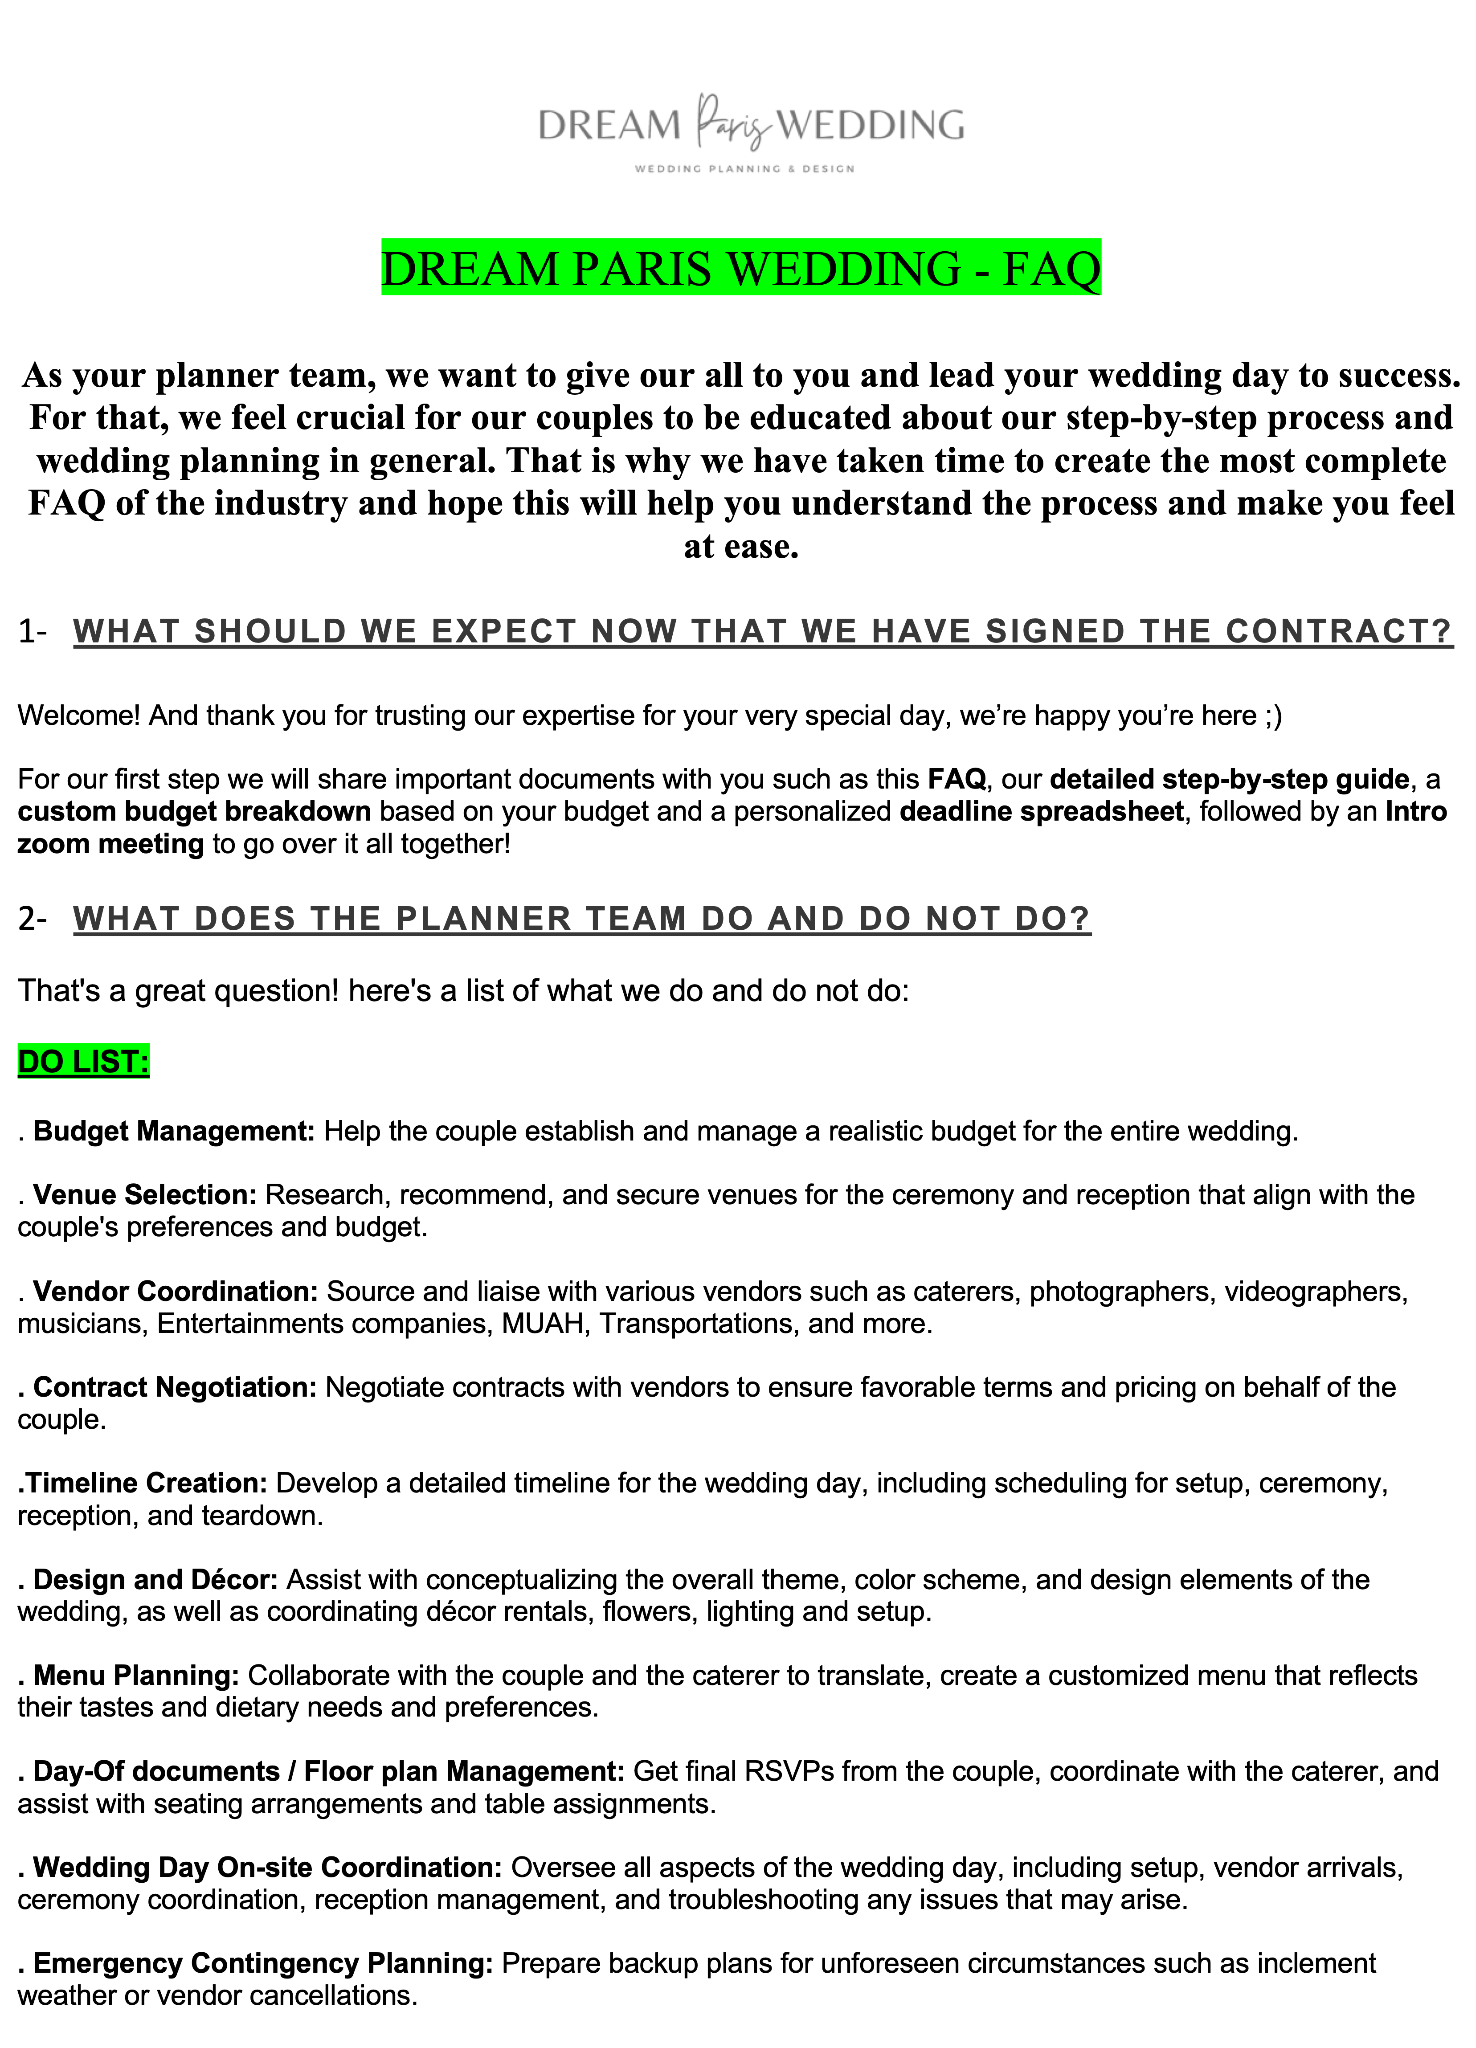 DREAM Paris WEDDING
WEDDING PLANNING & DESIGN
DREAM PARIS WEDDING - FAQ
As your planner team, we want to give our all to you and lead your wedding day to success.
For that, we feel crucial for our couples to be educated about our step-by-step process and
wedding planning in general. That is why we have taken time to create the most complete
FAQ of the industry and hope this will help you understand the process and make you feel
at ease.
1- WHAT SHOULD WE EXPECT NOW THAT WE HAVE SIGNED THE CONTRACT?
Welcome! And thank you for trusting our expertise for your very special day, we’re happy you’re here ;)
For our first step we will share important documents with you such as this FAQ, our detailed step-by-step guide, a
custom budget breakdown based on your budget and a personalized deadline spreadsheet, followed by an Intro
zoom meeting to go over it all together!
2- WHAT DOES THE PLANNER TEAM DO AND DO NOT DO?
That's a great question! here's a list of what we do and do not do:
DO LIST:
. Budget Management: Help the couple establish and manage a realistic budget for the entire wedding.
. Venue Selection: Research, recommend, and secure venues for the ceremony and reception that align with the
couple's preferences and budget.
. Vendor Coordination: Source and liaise with various vendors such as caterers, photographers, videographers,
musicians, Entertainments companies, MUAH, Transportations, and more.
. Contract Negotiation: Negotiate contracts with vendors to ensure favorable terms and pricing on behalf of the
couple.
.Timeline Creation: Develop a detailed timeline for the wedding day, including scheduling for setup, ceremony,
reception, and teardown.
. Design and Décor: Assist with conceptualizing the overall theme, color scheme, and design elements of the
wedding, as well as coordinating décor rentals, flowers, lighting and setup.
. Menu Planning: Collaborate with the couple and the caterer to translate, create a customized menu that reflects
their tastes and dietary needs and preferences.
. Day-Of documents / Floor plan Management: Get final RSVPs from the couple, coordinate with the caterer, and
assist with seating arrangements and table assignments.
. Wedding Day On-site Coordination: Oversee all aspects of the wedding day, including setup, vendor arrivals,
ceremony coordination, reception management, and troubleshooting any issues that may arise.
. Emergency Contingency Planning: Prepare backup plans for unforeseen circumstances such as inclement
weather or vendor cancellations.